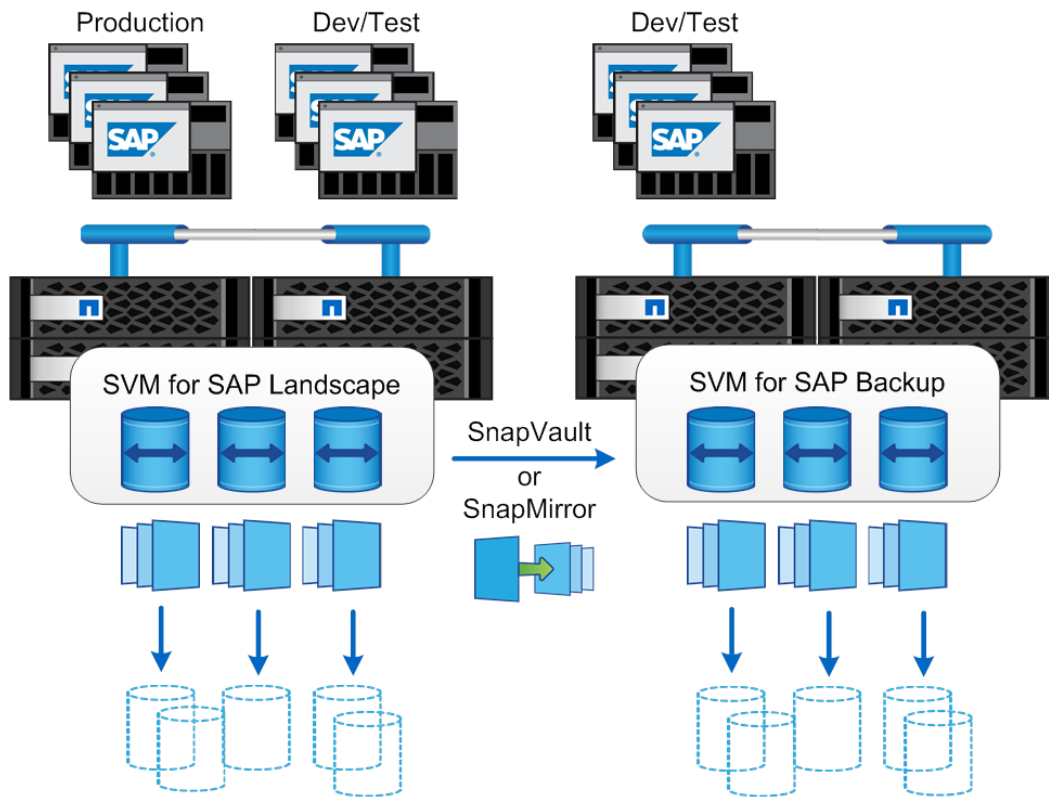 Production
Dev/Test
Dev/Test
SAP
SAP
SAP
SAP
SAP
SAP
SAP
SAP
SAP
SVM for SAP Landscape
SnapVault
or
SnapMirror
SVM for SAP Backup